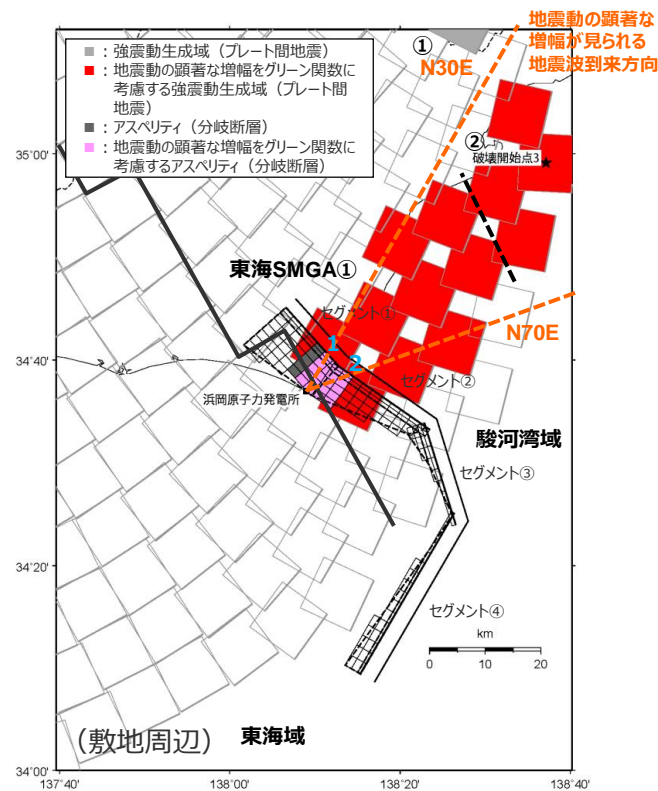 地震動の顕著な
増幅が見られる
地震波到来方向
■：強震動生成域（プレート間地震）
■：地震動の顕著な増幅をグリーン関数に
考慮する強震動生成域（プレート間
地震）
■：アスペリティ（分岐断層）
■：地震動の顕著な増幅をグリーン関数に
考慮するアスペリティ（分岐断層）
①
N30E
②
破壊開始点3
★
35°00'
東海SMGA①
セグメント①
1
2
N70E
34°40'
セグメント②
浜岡原子力発電所
駿河湾域
セグメント③
34°20'
セグメント④
km
0 10 20
（敷地周辺）
東海域
34°00'
137°40' 138°00' 138°20' 138°40'